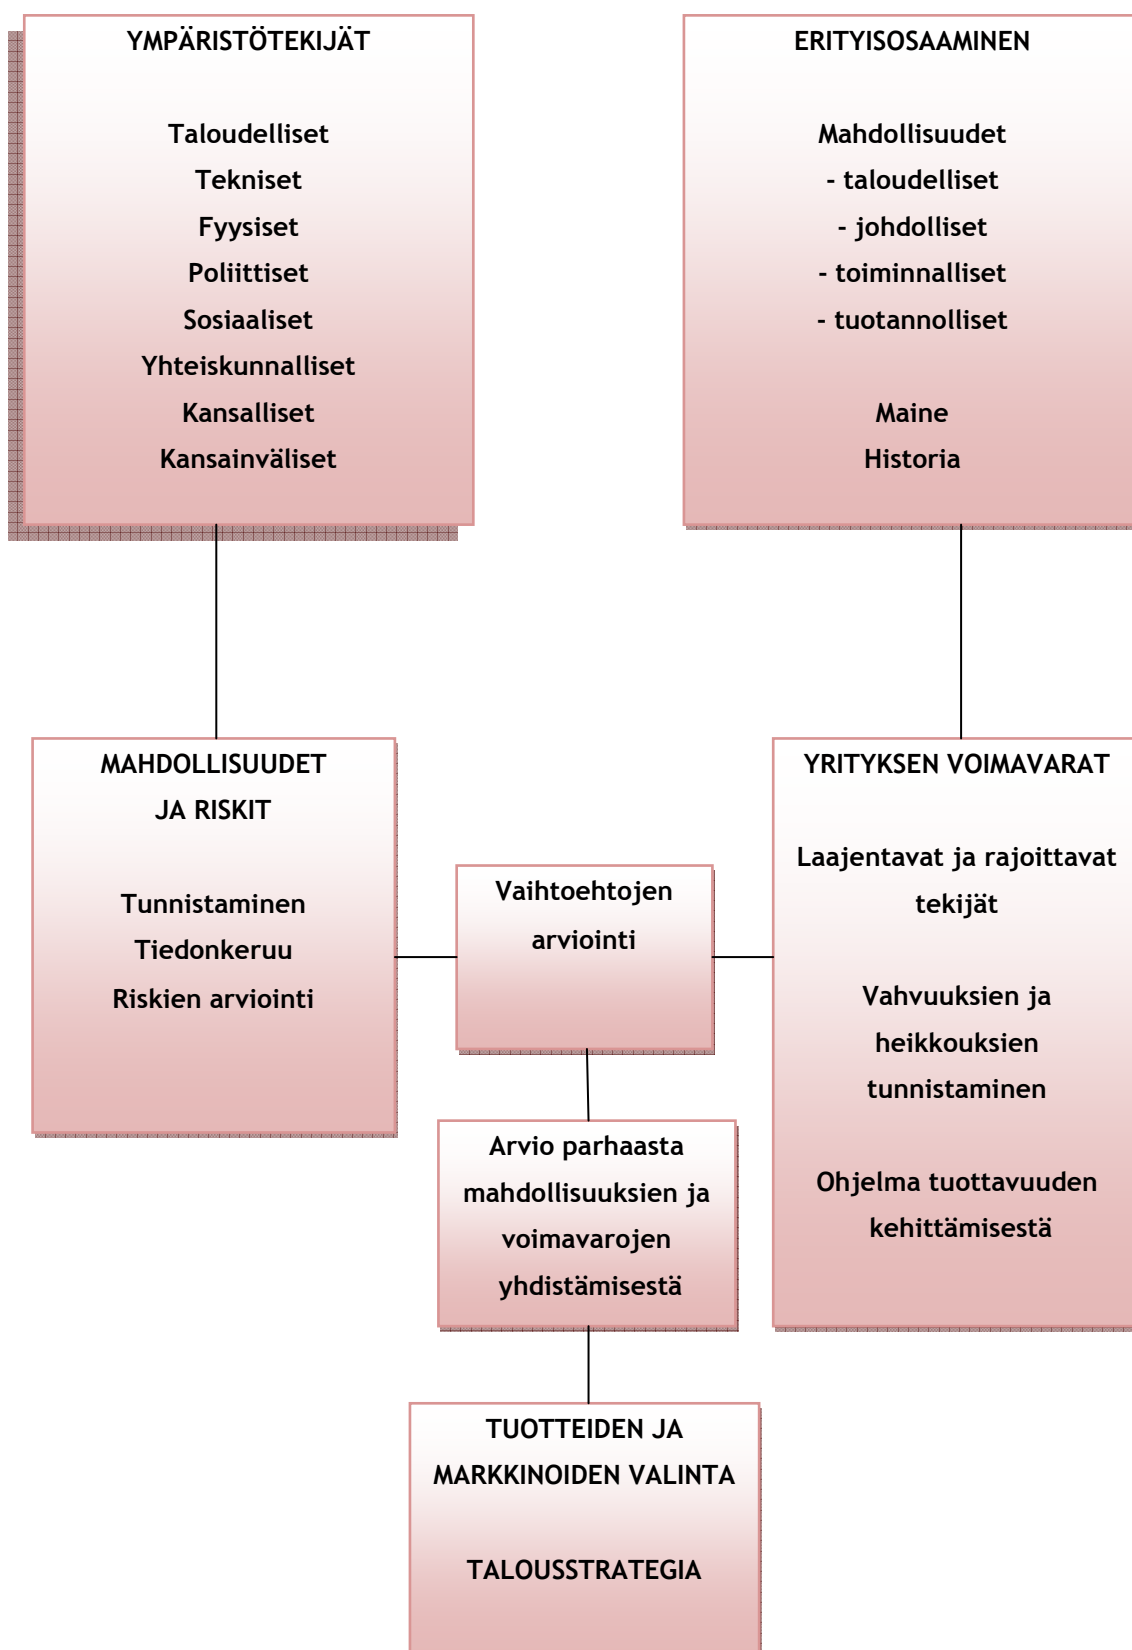 YMPÄRISTÖTEKIJÄT
Taloudelliset
Tekniset
Fyysiset
Poliittiset
Sosiaaliset
Yhteiskunnalliset
Kansalliset
Kansainväliset
ERITYISOSAAMINEN
Mahdollisuudet
- taloudelliset
- johdolliset
- toiminnalliset
- tuotannolliset
Maine
Historia
MAHDOLLISUUDET
JA RISKIT
Tunnistaminen
Tiedonkeruu
Riskien arviointi
Vaihtoehtojen
arviointi
YRITYKSEN VOIMAVARAT
Laajentavat ja rajoittavat
tekijät
Vahvuuksien ja
heikkouksien
tunnistaminen
Ohjelma tuottavuuden
kehittämisestä
Arvio parhaasta
mahdollisuuksien ja
voimavarojen
yhdistämisestä
TUOTTEIDEN JA
MARKKINOIDEN VALINTA
TALOUSSTRATEGIA